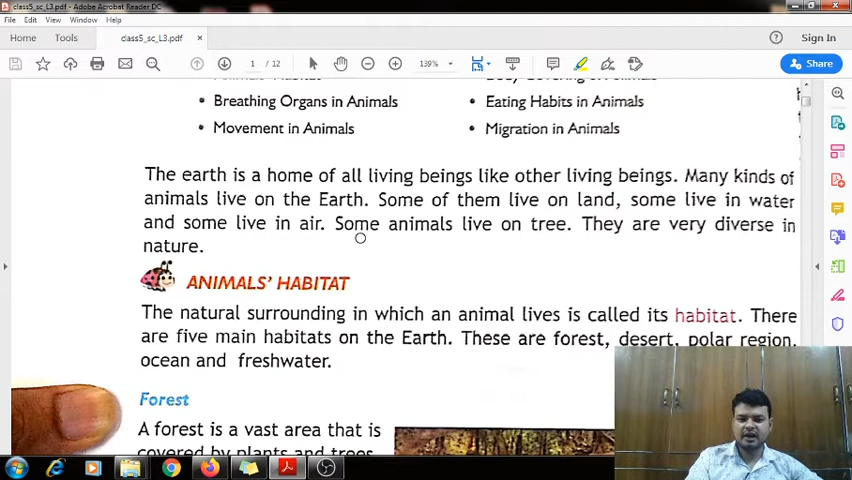 class5_sc_L3.pdf - Adobe Acrobat Reader DC
File Edit View Window Help
Home Tools class5_sc_L3.pdf × Sign In
1 / 12 139% Share
• Breathing Organs in Animals • Eating Habits in Animals
• Movement in Animals • Migration in Animals
The earth is a home of all living beings like other living beings. Many kinds of
animals live on the Earth. Some of them live on land, some live in water
and some live in air. Some animals live on tree. They are very diverse in
nature.
ANIMALS' HABITAT
The natural surrounding in which an animal lives is called its habitat. There
are five main habitats on the Earth. These are forest, desert, polar region,
ocean and freshwater.
Forest
A forest is a vast area that is
covered by plants and trees